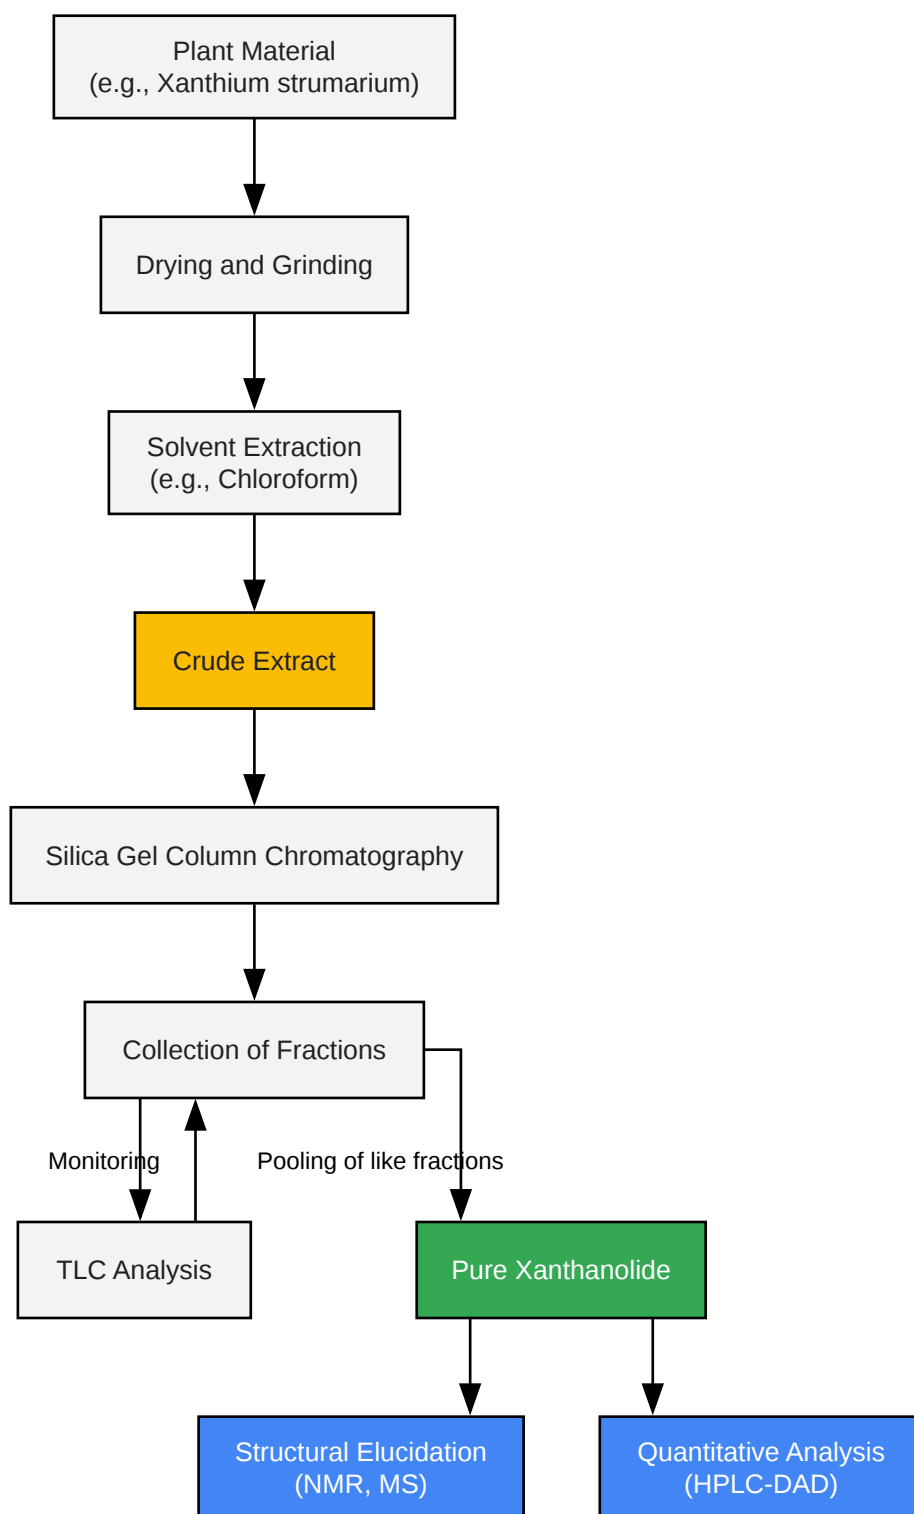 Plant Material
(e.g., Xanthium strumarium)
Drying and Grinding
Solvent Extraction
(e.g., Chloroform)
Crude Extract
Silica Gel Column Chromatography
Collection of Fractions
Monitoring
Pooling of like fractions
TLC Analysis
Pure Xanthanolide
Structural Elucidation
(NMR, MS)
Quantitative Analysis
(HPLC-DAD)